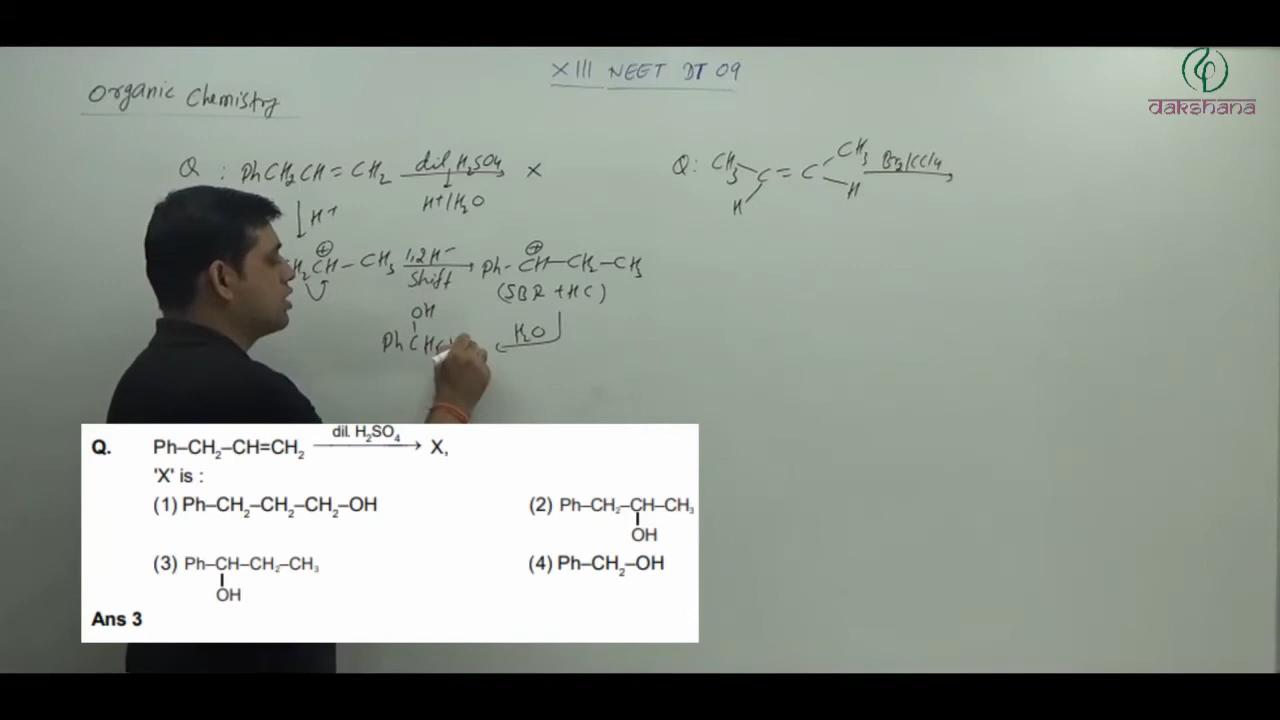 XIII NEET DT 09
dakshana
Organic Chemistry
Q : PhCH₂CH=CH₂ dil H₂SO₄ → X
H+/H₂O
↓ H+
H₂CH–CH₃ 1,2 H⁻ Shift → Ph–CH–CH₂–CH₃
⊕ ⊕
(SBR + HC)
OH
PhCH H₂O
Q: CH₃ C=C CH₃ Br₂/CCl₄ →
H H
Q. Ph–CH₂–CH=CH₂ dil. H₂SO₄ → X,
'X' is :
(1) Ph–CH₂–CH₂–CH₂–OH
(2) Ph–CH₂–CH–CH₃
OH
(3) Ph–CH–CH₂–CH₃
OH
(4) Ph–CH₂–OH
Ans 3